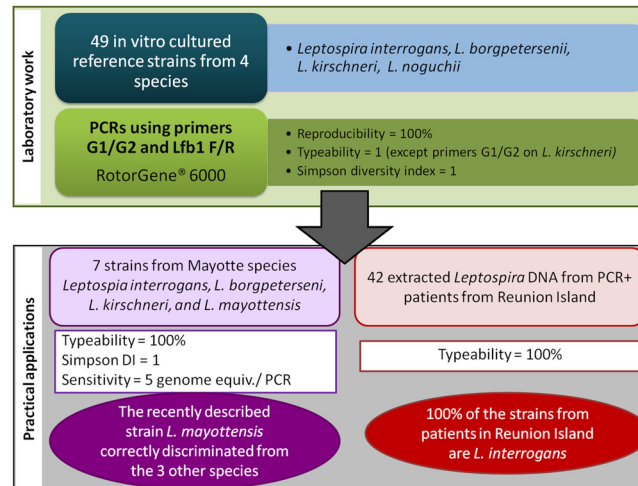 Laboratory work
49 in vitro cultured
reference strains from 4
species
• Leptospira interrogans, L. borgpetersenii,
L. kirschneri, L. noguchii
PCRs using primers
G1/G2 and Lfb1 F/R
RotorGene® 6000
• Reproducibility = 100%
• Typeability = 1 (except primers G1/G2 on L. kirschneri)
• Simpson diversity index = 1
Practical applications
7 strains from Mayotte species
Leptospia interrogans, L. borgpeterseni,
L. kirschneri, and L. mayottensis
Typeability = 100%
Simpson DI = 1
Sensitivity = 5 genome equiv./ PCR
The recently described
strain L. mayottensis
correctly discriminated from
the 3 other species
42 extracted Leptospira DNA from PCR+
patients from Reunion Island
Typeability = 100%
100% of the strains from
patients in Reunion Island
are L. interrogans